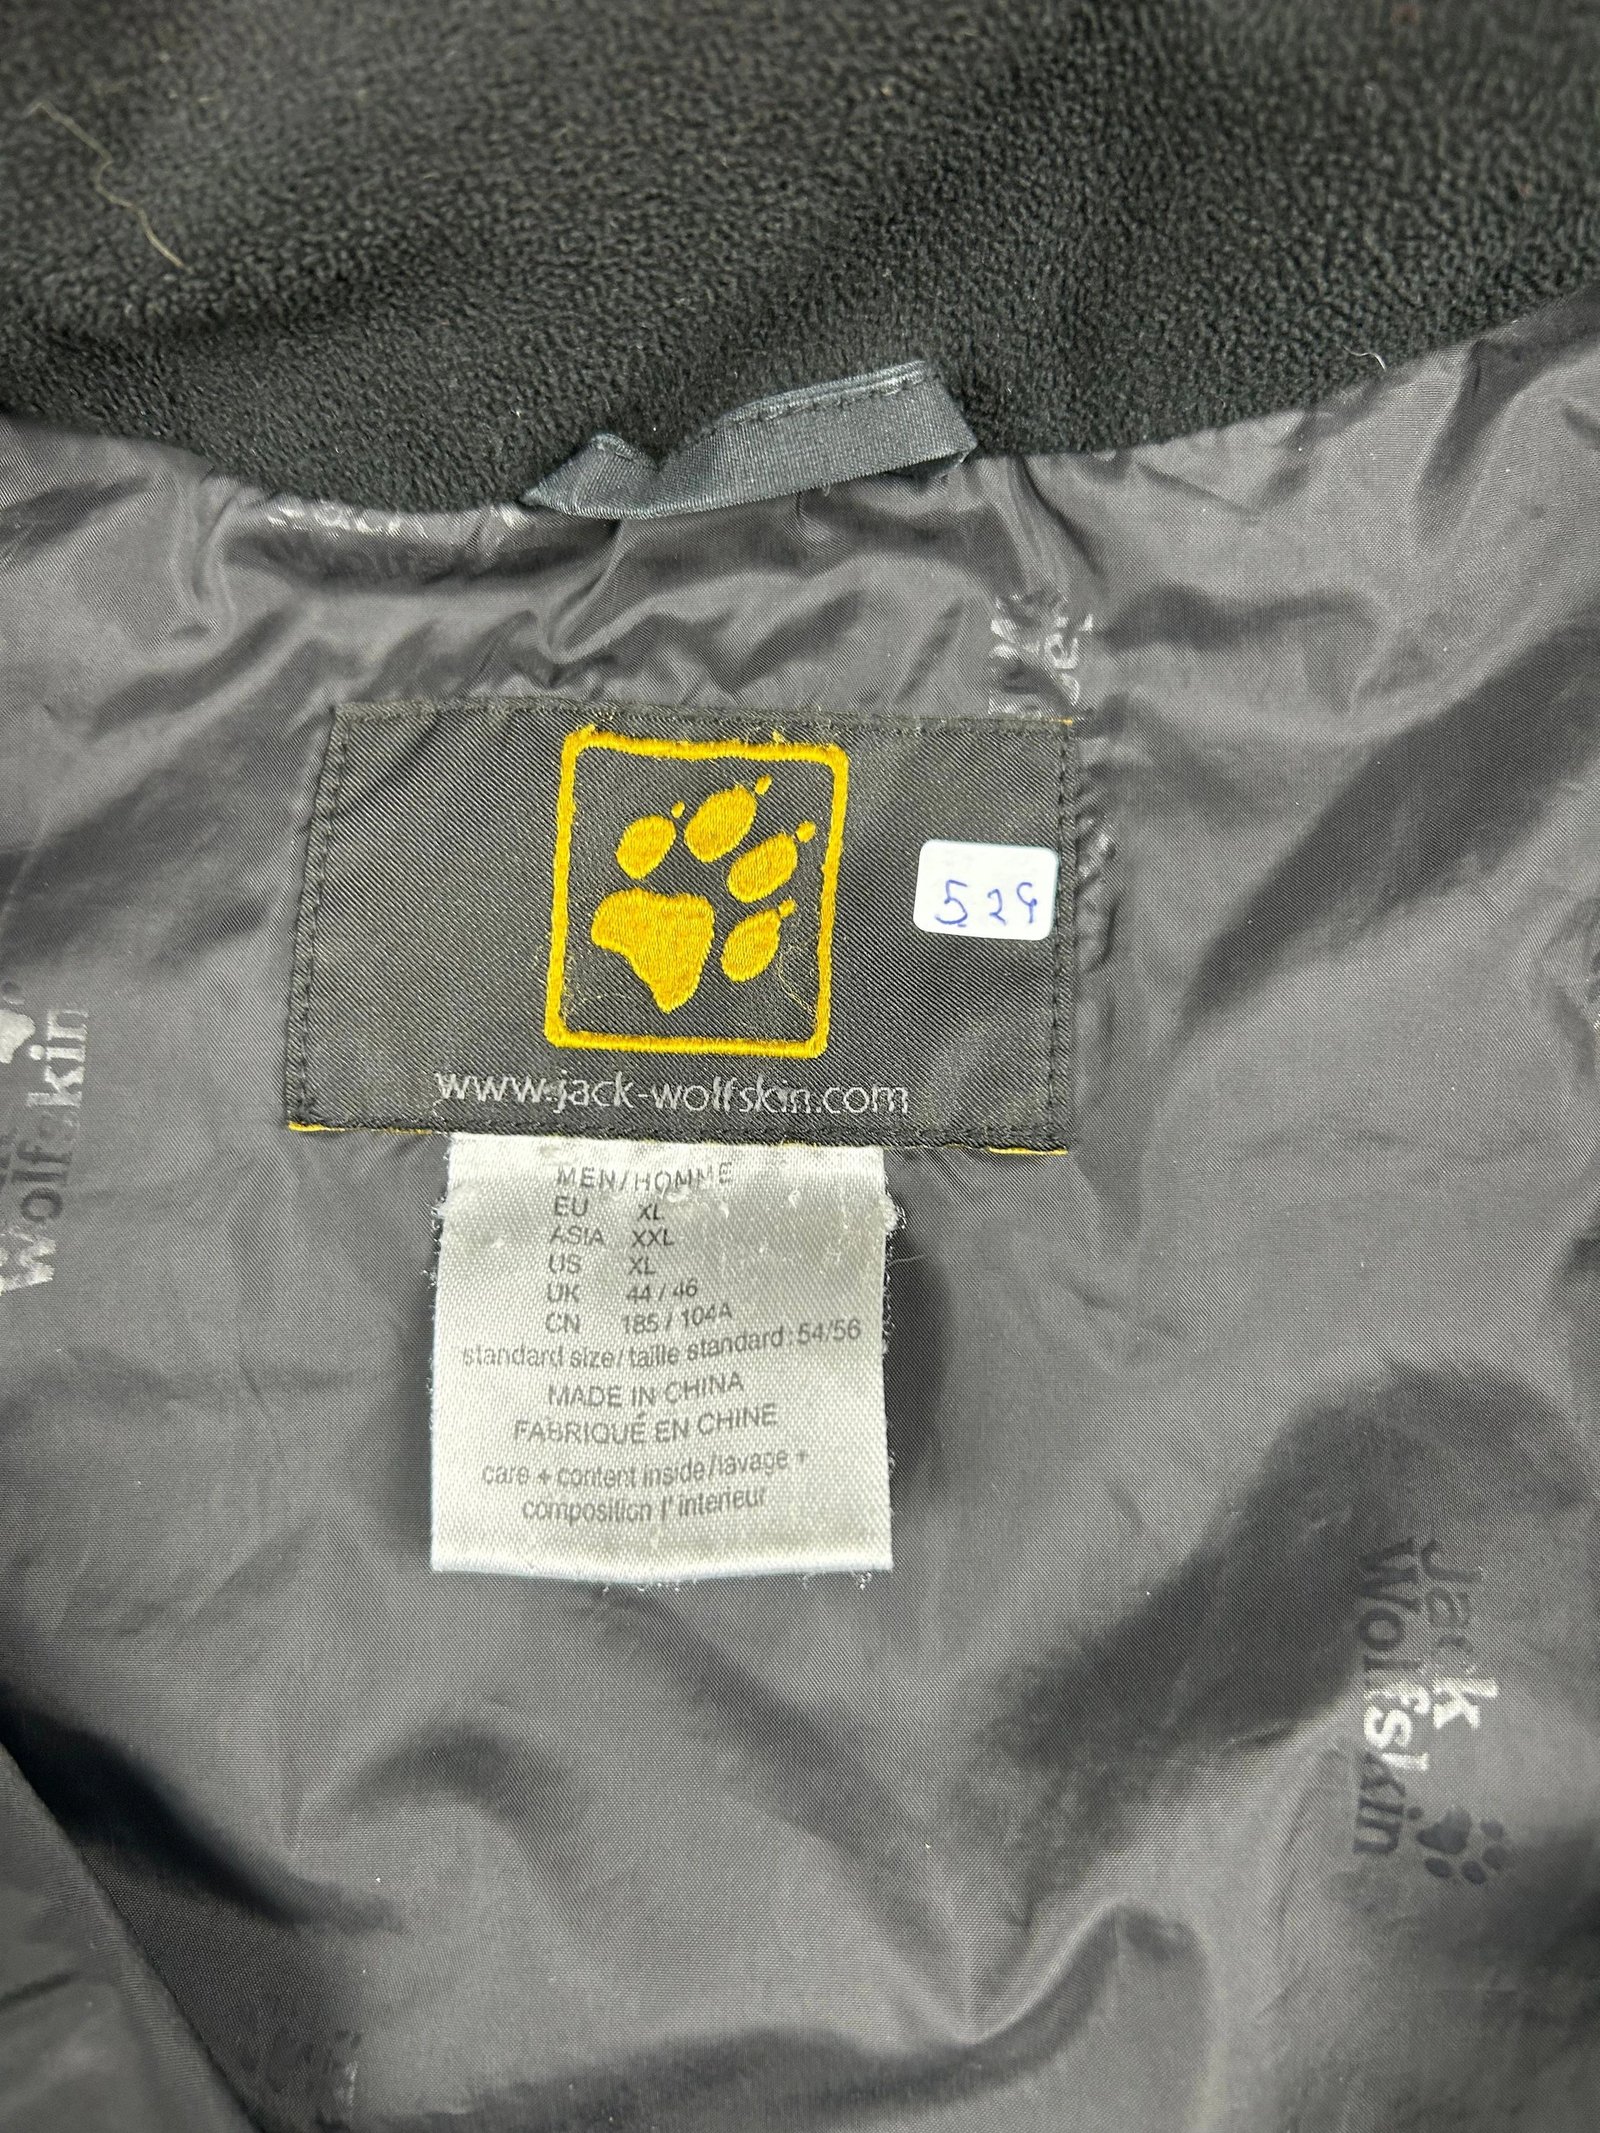 Jack
Wolfskin
529
www.jack-wolfskin.com
MEN/HOMME
EU XL
ASIA XXL
US XL
UK 44 / 46
CN 185 / 104A
standard size/taille standard: 54/56
MADE IN CHINA
FABRIQUÉ EN CHINE
care + content inside/lavage +
composition l' interieur
Wolfskin
Jack
Wolfskin